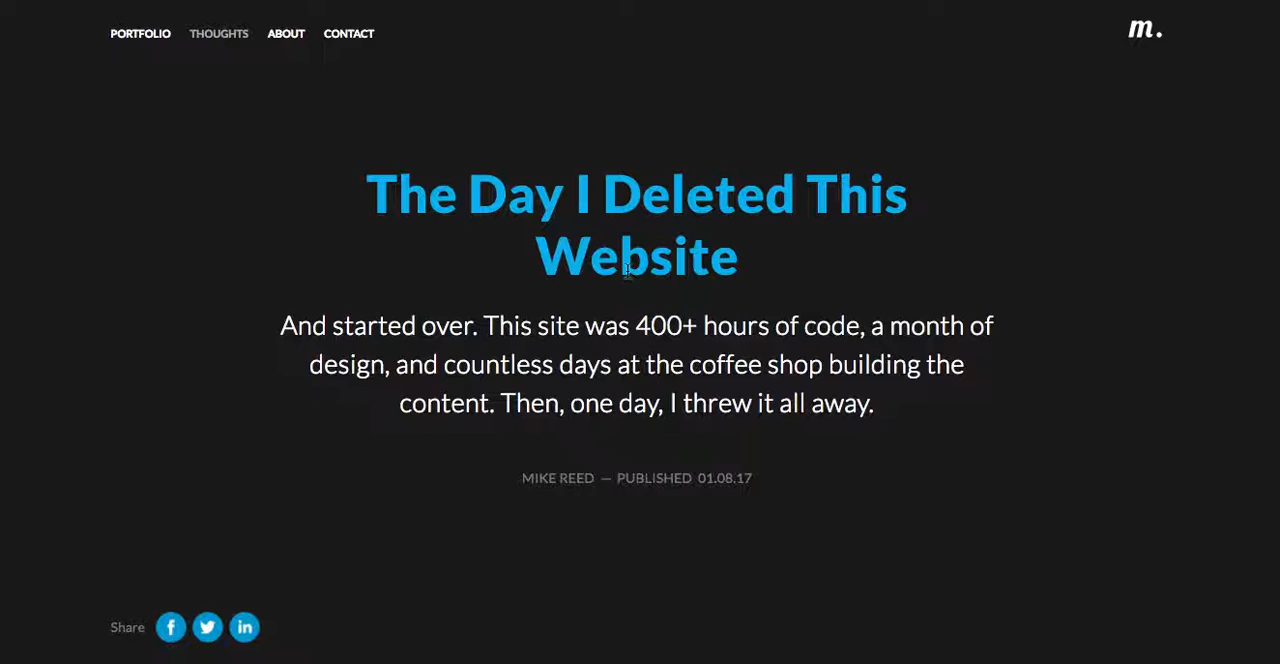 PORTFOLIO THOUGHTS ABOUT CONTACT m.
The Day I Deleted This
Website
And started over. This site was 400+ hours of code, a month of
design, and countless days at the coffee shop building the
content. Then, one day, I threw it all away.
MIKE REED — PUBLISHED 01.08.17
Share f in